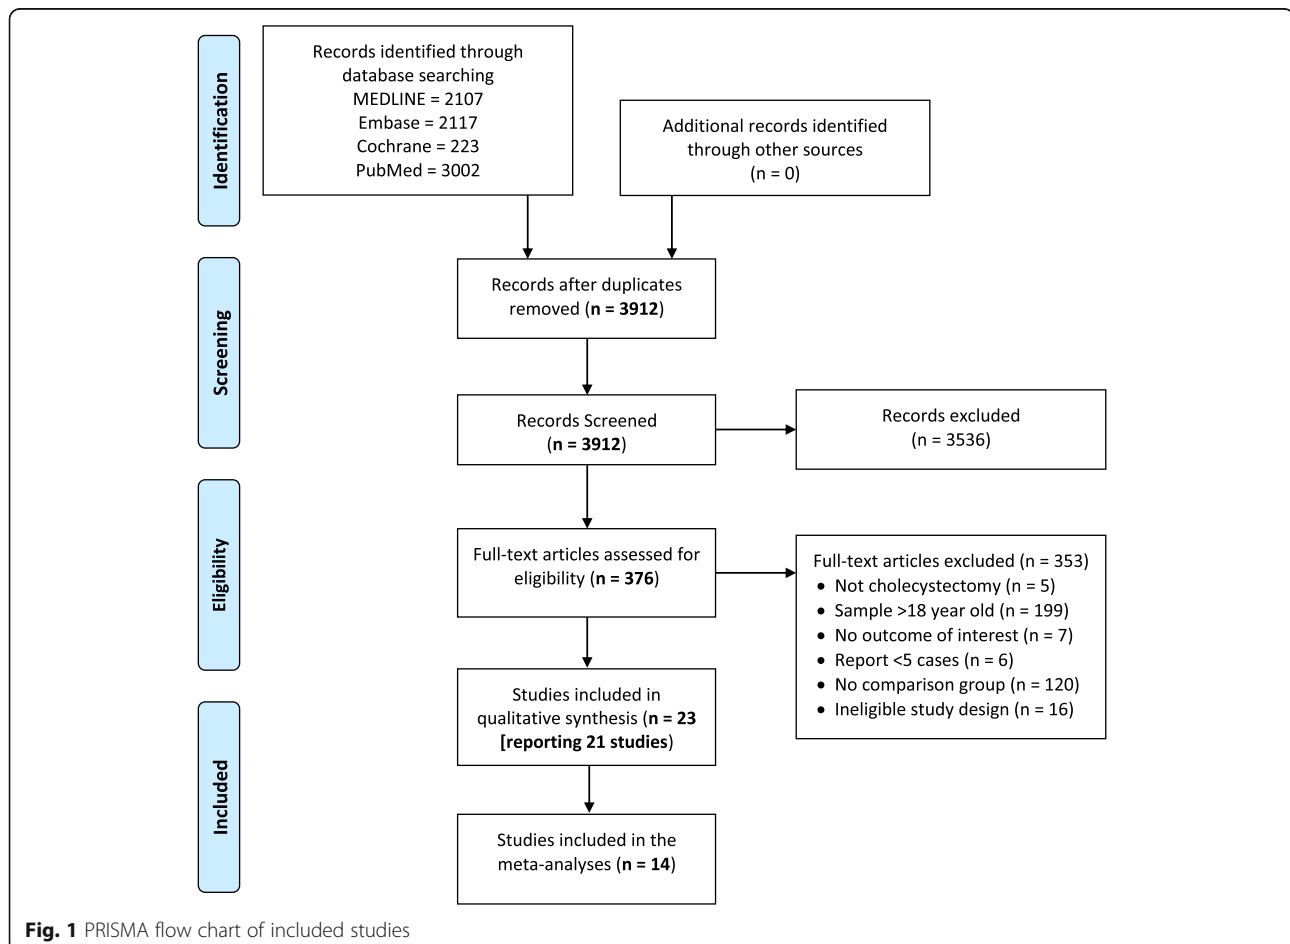 Identification
Records identified through
database searching
MEDLINE = 2107
Embase = 2117
Cochrane = 223
PubMed = 3002
Additional records identified
through other sources
(n = 0)
Screening
Records after duplicates
removed (n = 3912)
Records Screened
(n = 3912)
Records excluded
(n = 3536)
Eligibility
Full-text articles assessed for
eligibility (n = 376)
Full-text articles excluded (n = 353)
• Not cholecystectomy (n = 5)
• Sample >18 year old (n = 199)
• No outcome of interest (n = 7)
• Report <5 cases (n = 6)
• No comparison group (n = 120)
• Ineligible study design (n = 16)
Included
Studies included in
qualitative synthesis (n = 23
[reporting 21 studies)
Studies included in the
meta-analyses (n = 14)
Fig. 1 PRISMA flow chart of included studies